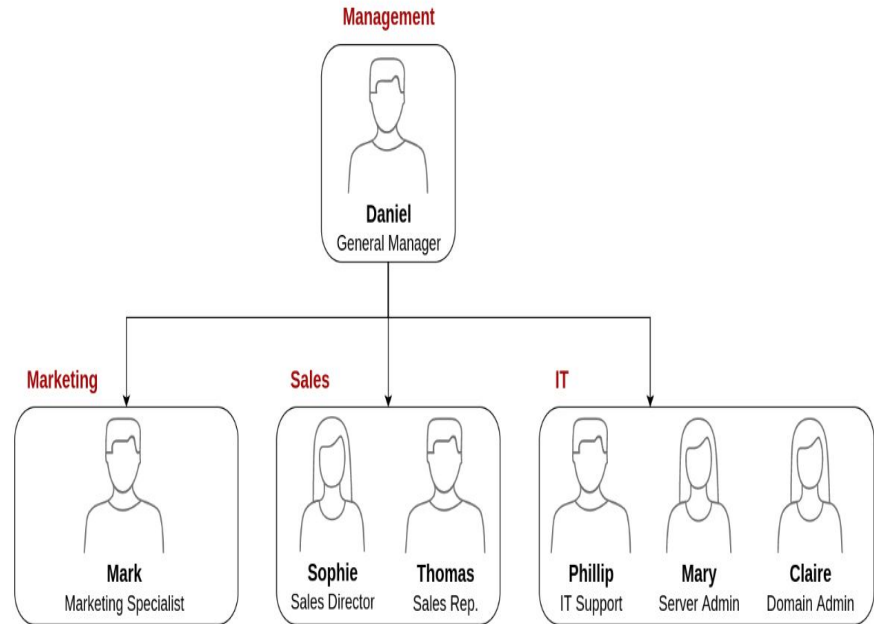 Management
Daniel
General Manager
Marketing
Sales
IT
Mark
Marketing Specialist
Sophie
Sales Director
Thomas
Sales Rep.
Phillip
IT Support
Mary
Server Admin
Claire
Domain Admin